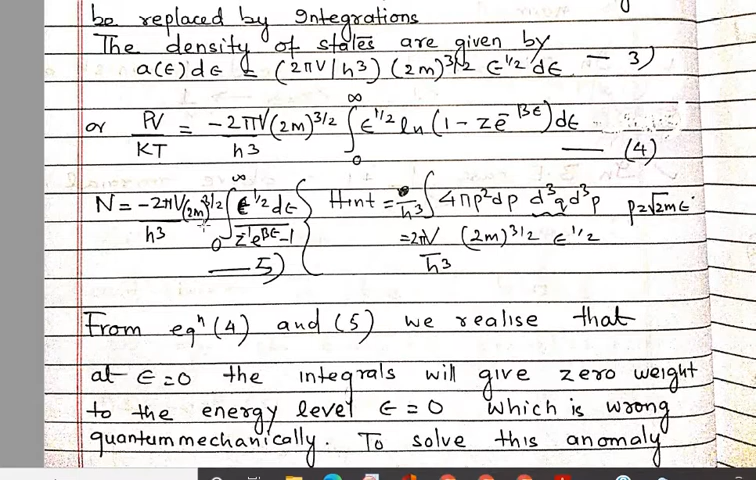 be replaced by Integrations
The density of states are given by
a(ε)dε = (2πV/h³) (2m)^3/2 ε^1/2 dε — 3)
or PV/KT = -2πV(2m)^3/2/h³ ∫₀^∞ ε^1/2 ln(1 - ze^-βε)dε — (4)
N = -2πV(2m)^3/2/h³ ∫₀^∞ ε^1/2 dε/z⁻¹e^βε-1 — 5)
Hint = /h³ ∫ 4πp²dp d³q d³p p=√2mε
= 2πV/h³ (2m)^3/2 ε^1/2
From eqⁿ (4) and (5) we realise that
at ε=0 the integrals will give zero weight
to the energy level ε=0 which is wrong
quantummechanically. To solve this anomaly